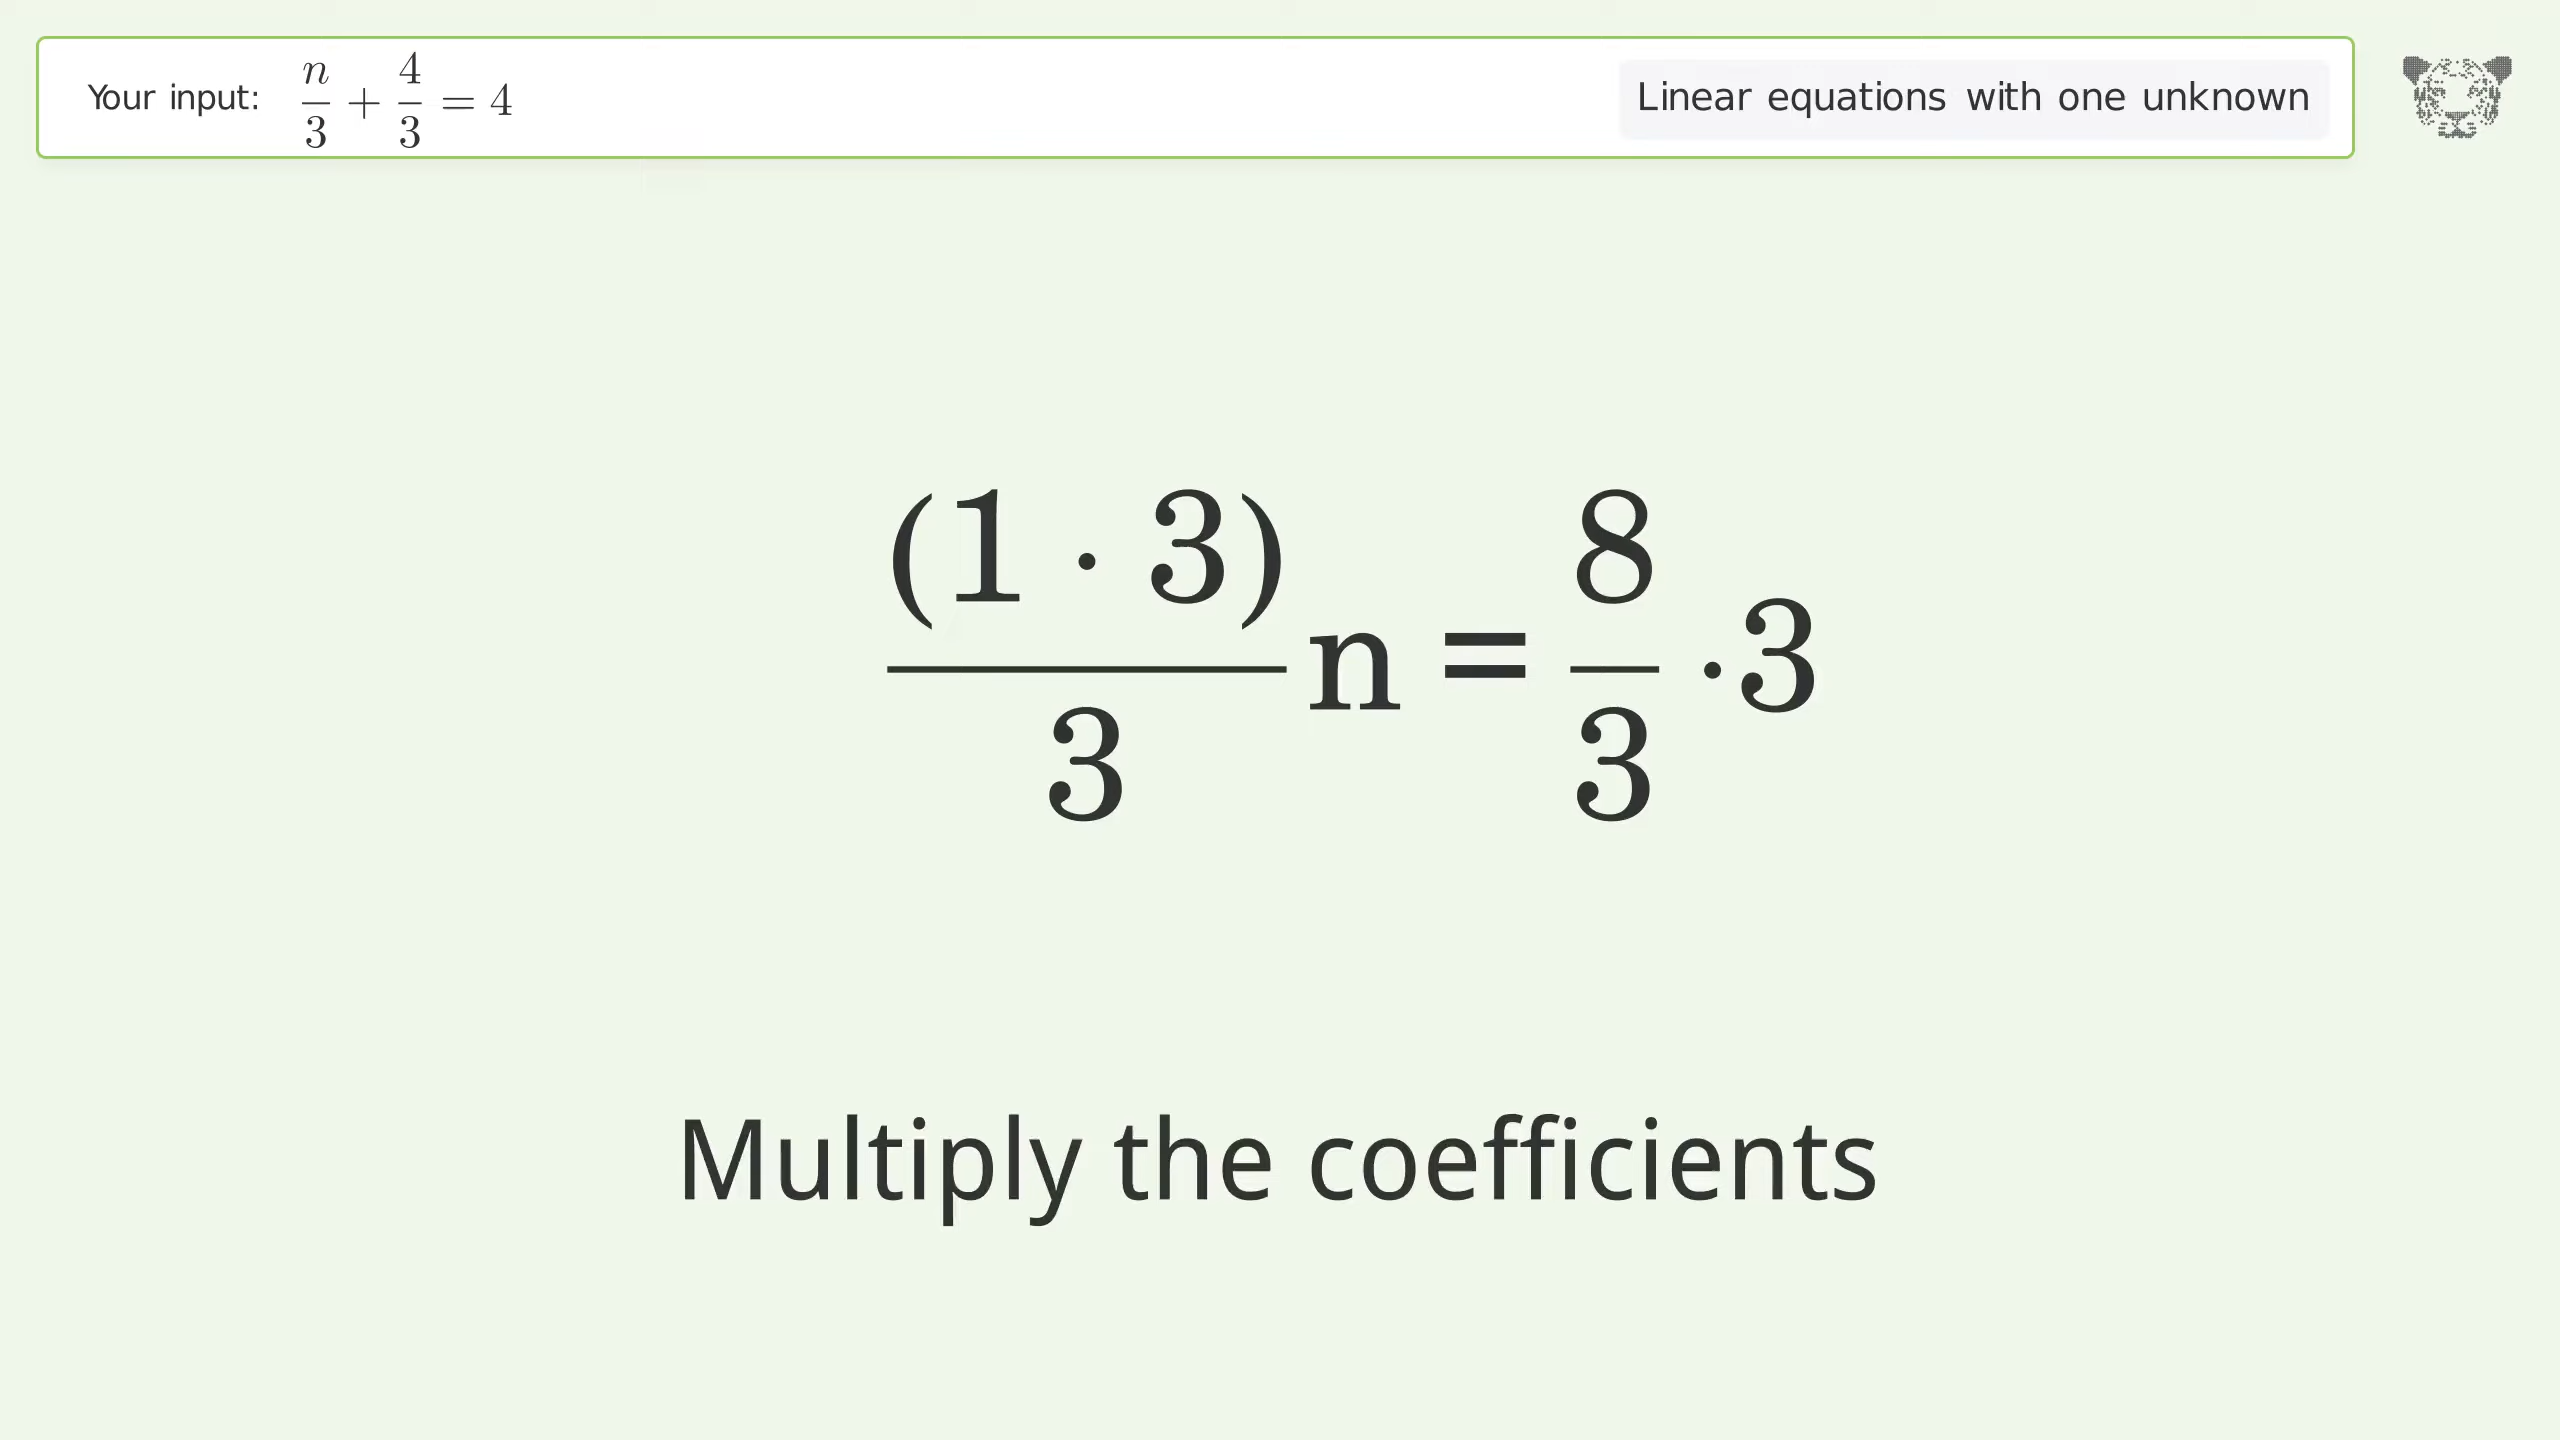 Your input: n/3 + 4/3 = 4
Linear equations with one unknown
(1 · 3)/3 n = 8/3 ·3
Multiply the coefficients